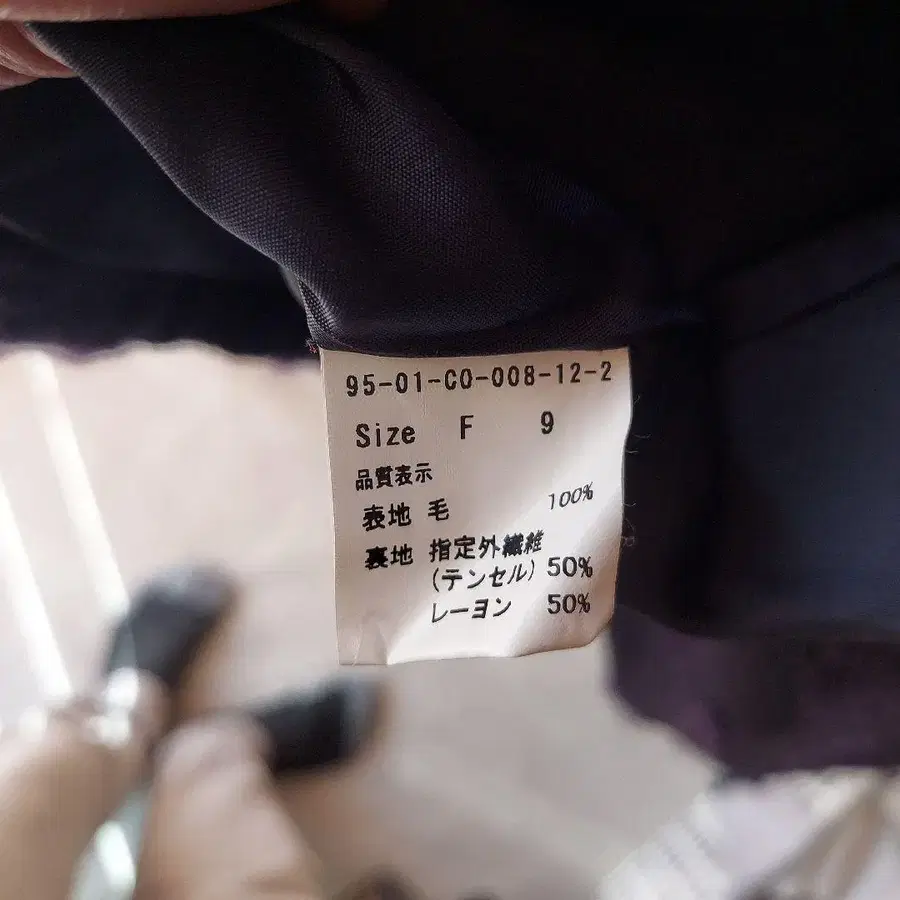 95-01-CO-008-12-2
Size F 9
品質表示
表地 毛 100%
裏地 指定外繊維
(テンセル) 50%
レーヨン 50%